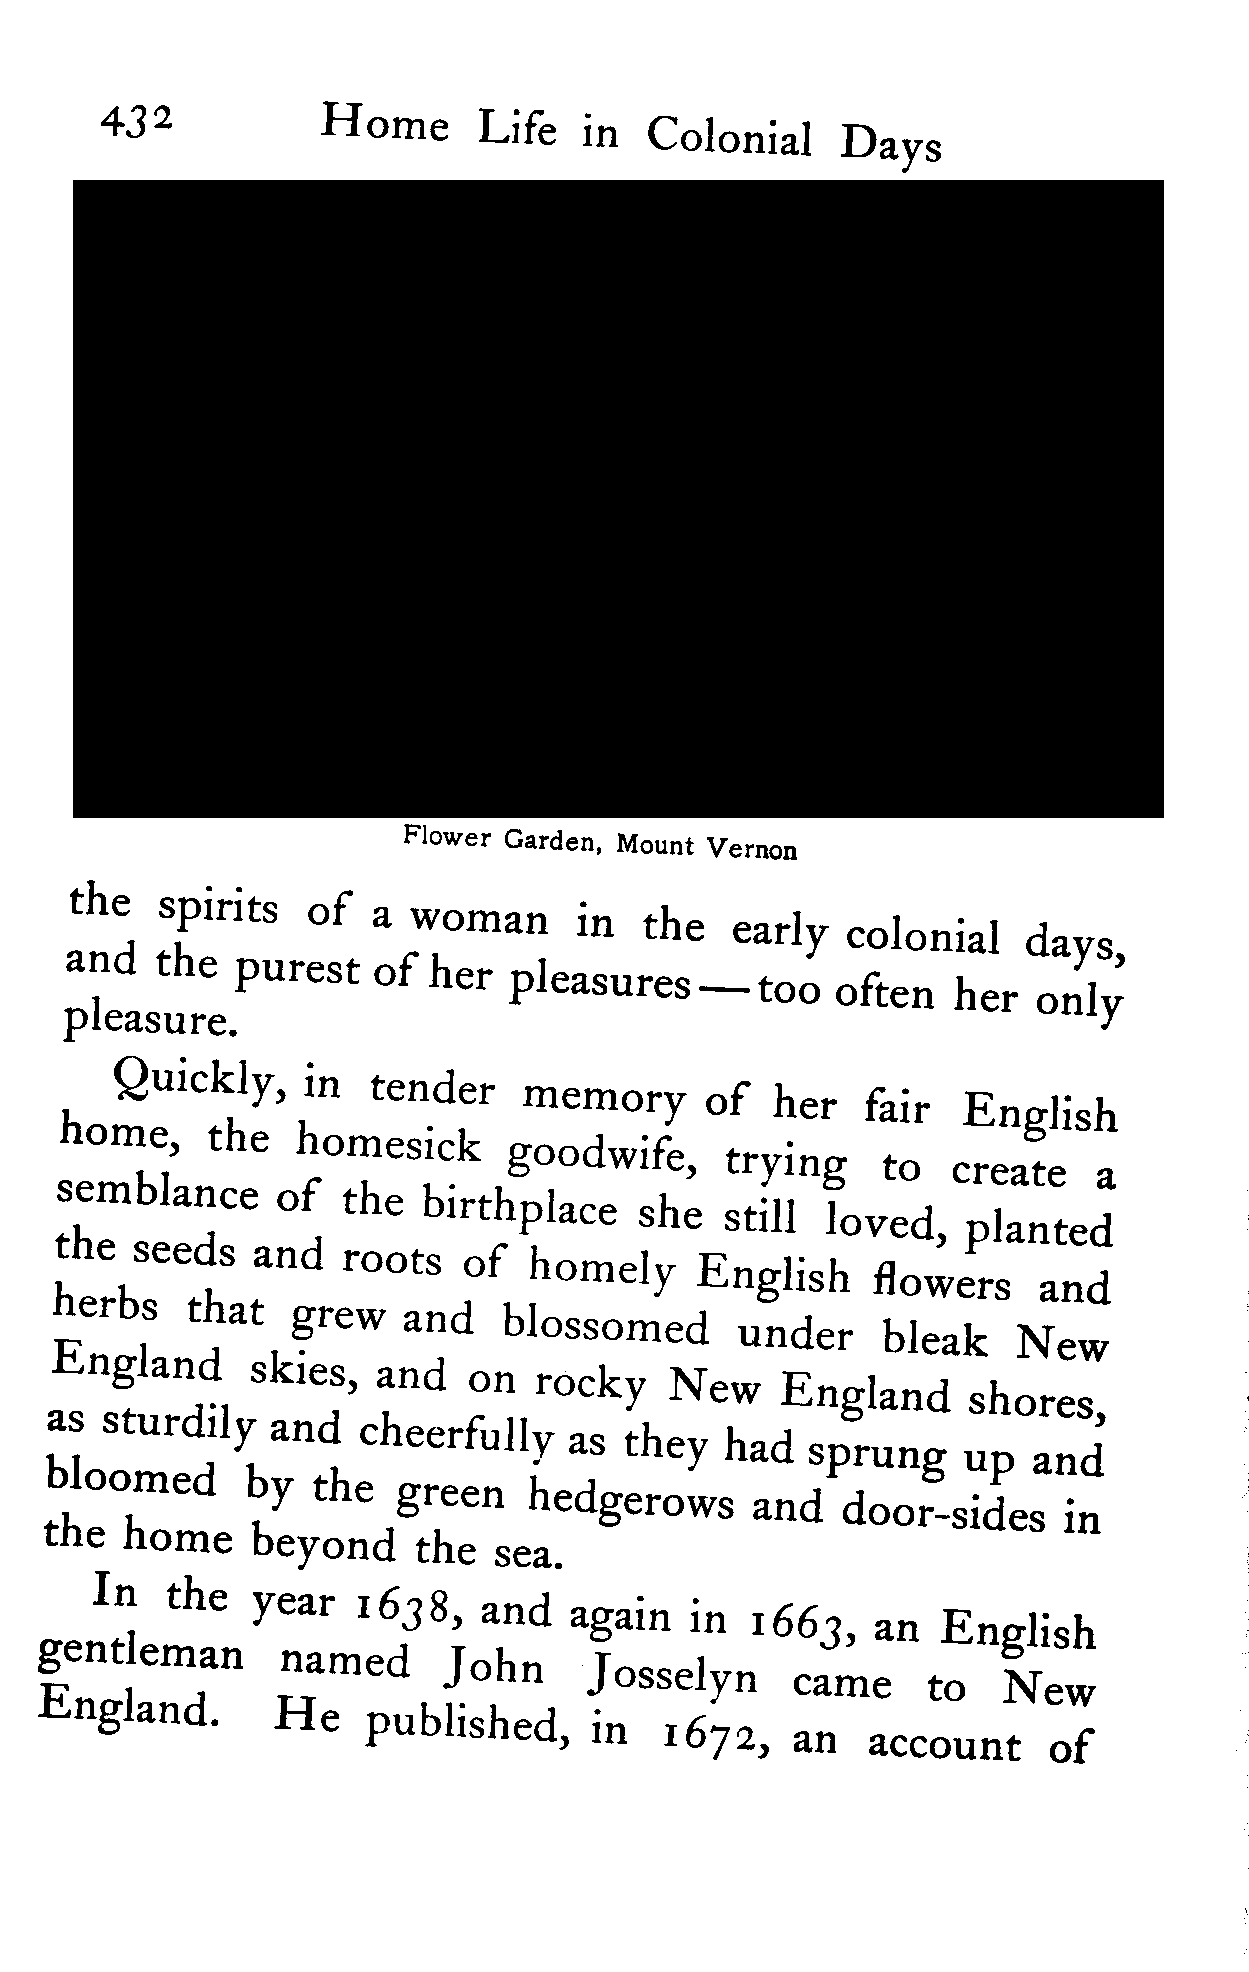 432 Home Life in Colonial Days
Flower Garden, Mount Vernon
the spirits of a woman in the early colonial days,
and the purest of her pleasures—too often her only
pleasure.
Quickly, in tender memory of her fair English
home, the homesick goodwife, trying to create a
semblance of the birthplace she still loved, planted
the seeds and roots of homely English flowers and
herbs that grew and blossomed under bleak New
England skies, and on rocky New England shores,
as sturdily and cheerfully as they had sprung up and
bloomed by the green hedgerows and door-sides in
the home beyond the sea.
In the year 1638, and again in 1663, an English
gentleman named John Josselyn came to New
England. He published, in 1672, an account of